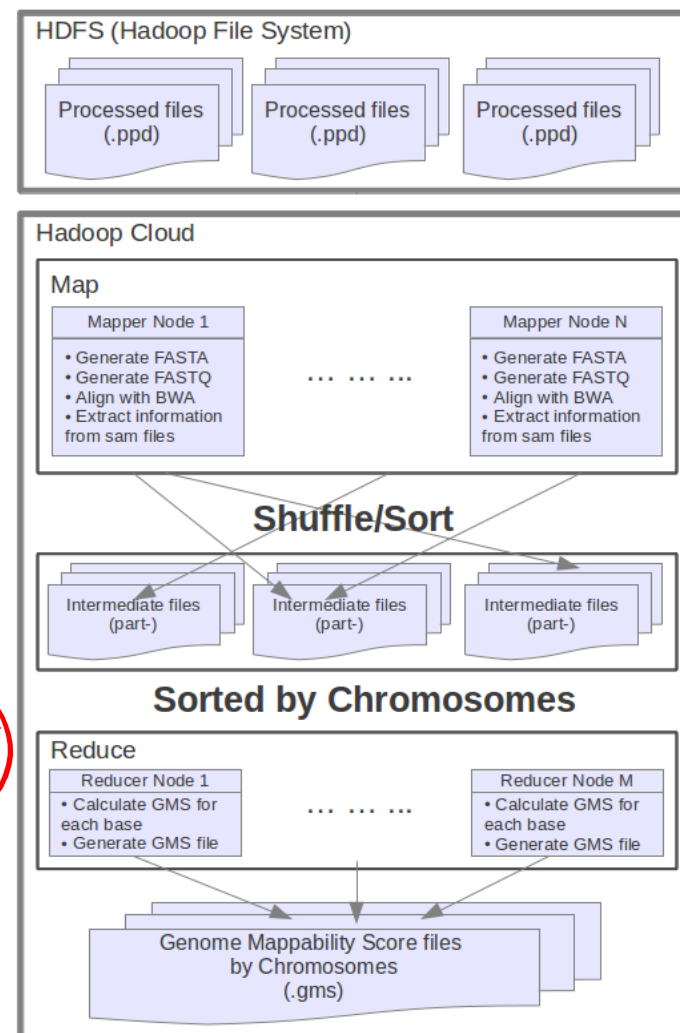 HDFS (Hadoop File System)
Processed files
(.ppd)
Processed files
(.ppd)
Processed files
(.ppd)
Hadoop Cloud
Map
Mapper Node 1
• Generate FASTA
• Generate FASTQ
• Align with BWA
• Extract information
from sam files
... ... ...
Mapper Node N
• Generate FASTA
• Generate FASTQ
• Align with BWA
• Extract information
from sam files
Shuffle/Sort
Intermediate files
(part-)
Intermediate files
(part-)
Intermediate files
(part-)
Sorted by Chromosomes
Reduce
Reducer Node 1
• Calculate GMS for
each base
• Generate GMS file
... ... ...
Reducer Node M
• Calculate GMS for
each base
• Generate GMS file
Genome Mappability Score files
by Chromosomes
(.gms)